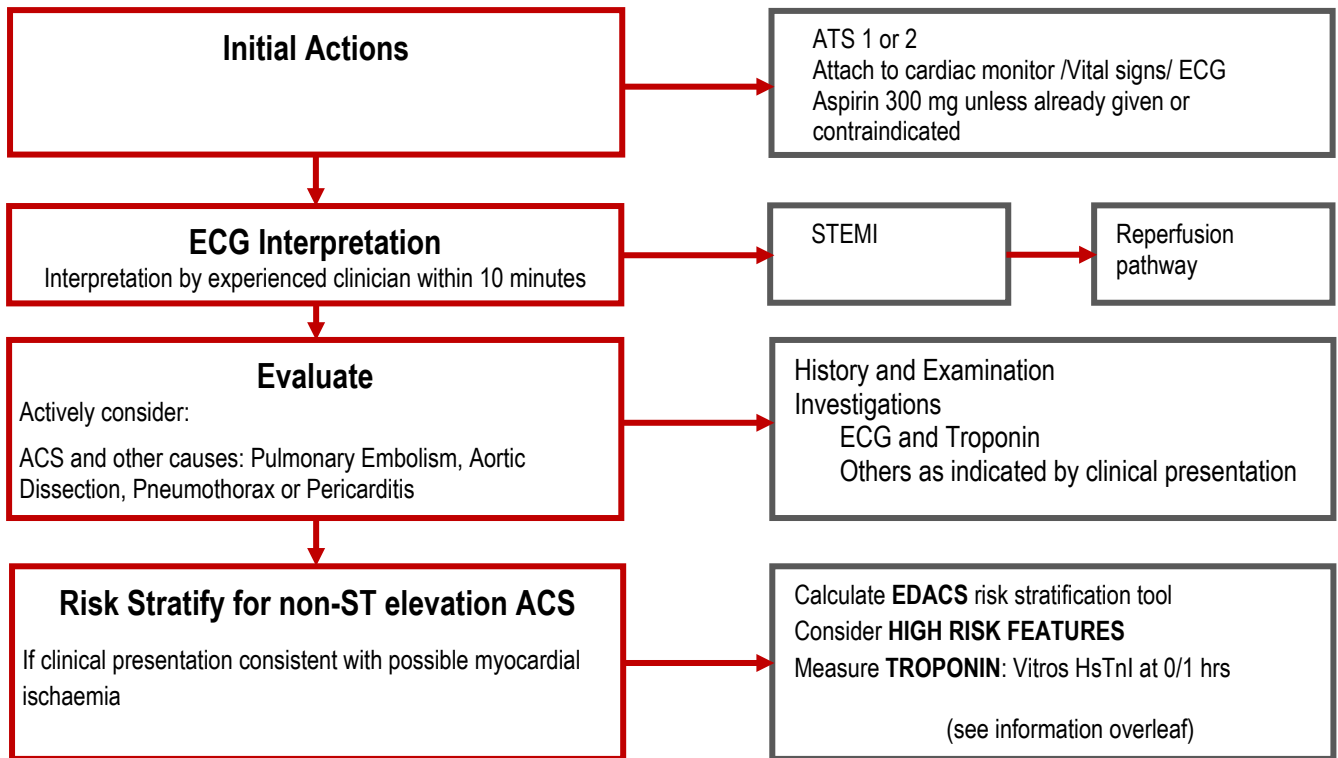 Initial Actions
ATS 1 or 2
Attach to cardiac monitor /Vital signs/ ECG
Aspirin 300 mg unless already given or
contraindicated
ECG Interpretation
Interpretation by experienced clinician within 10 minutes
STEMI
Reperfusion
pathway
Evaluate
Actively consider:
ACS and other causes: Pulmonary Embolism, Aortic
Dissection, Pneumothorax or Pericarditis
History and Examination
Investigations
ECG and Troponin
Others as indicated by clinical presentation
Risk Stratify for non-ST elevation ACS
If clinical presentation consistent with possible myocardial
ischaemia
Calculate EDACS risk stratification tool
Consider HIGH RISK FEATURES
Measure TROPONIN: Vitros HsTnI at 0/1 hrs
(see information overleaf)